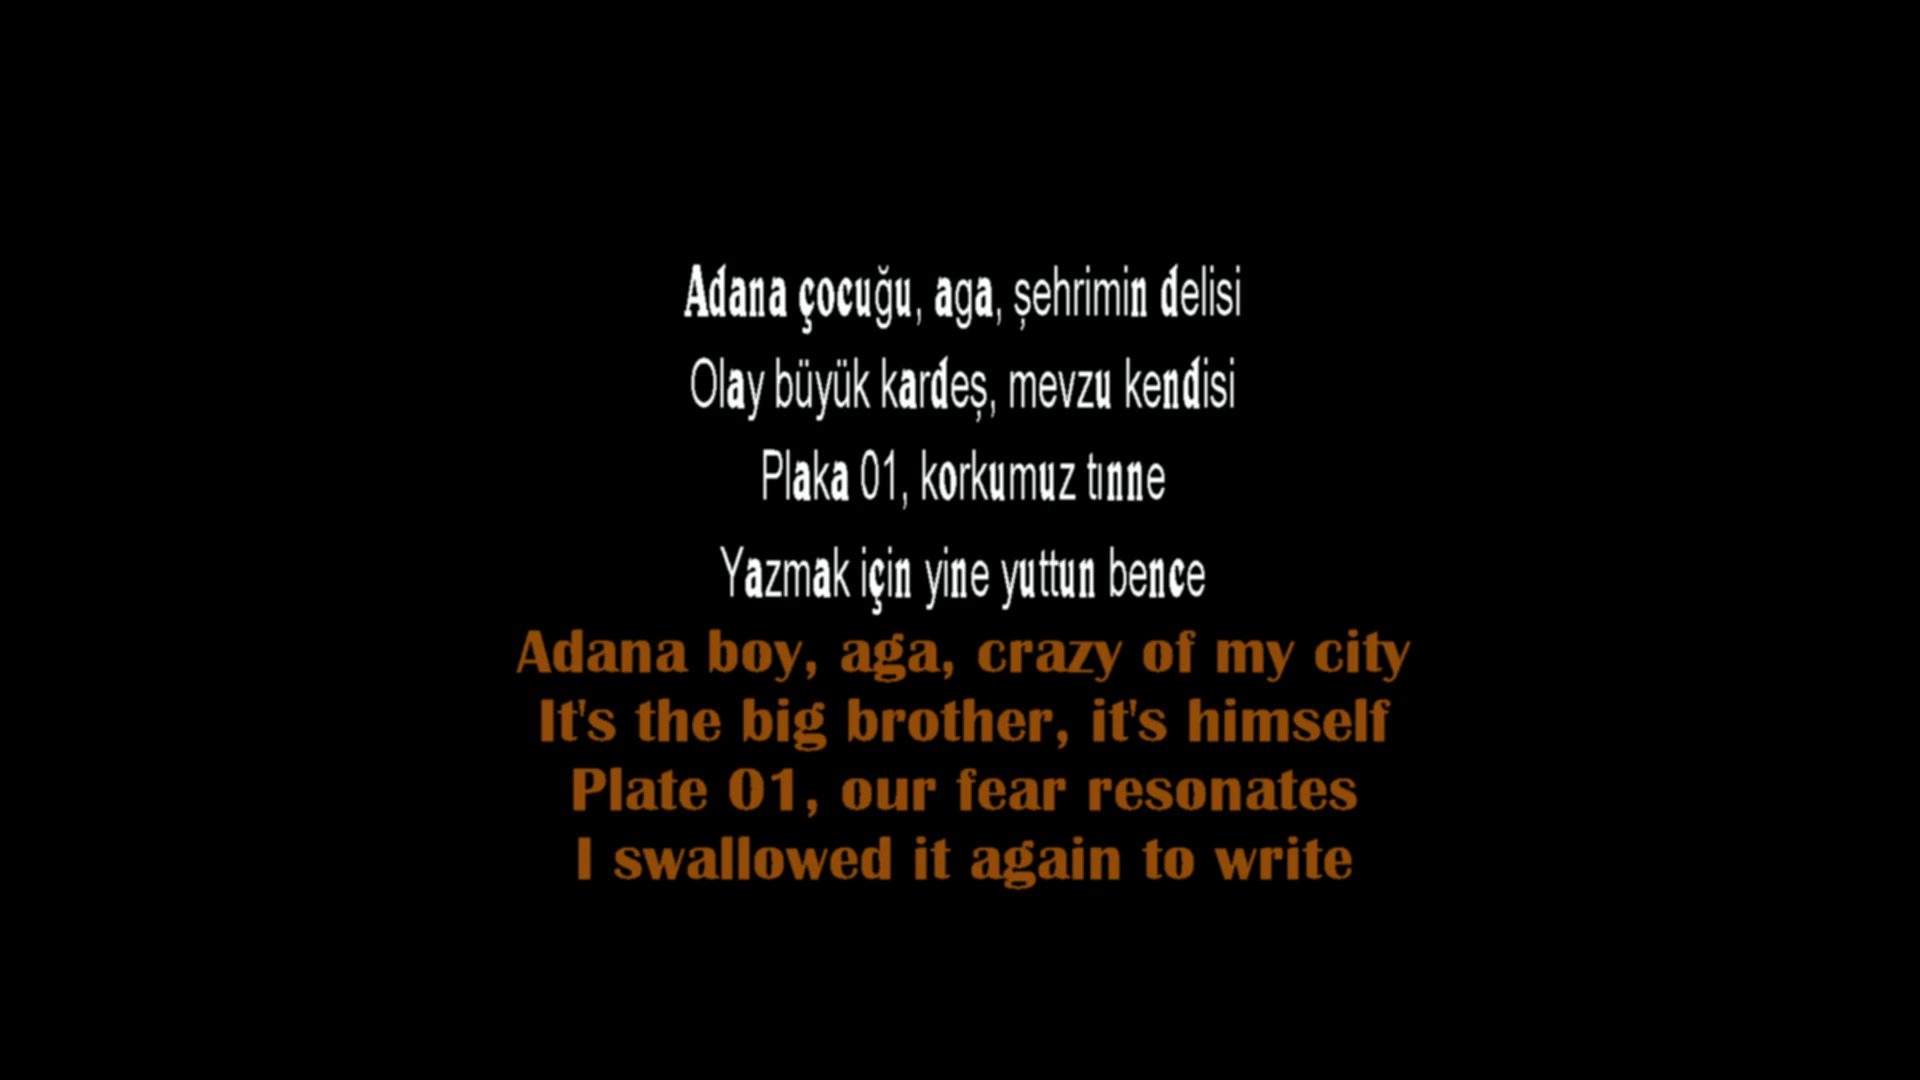 Adana çocuğu, aga, şehrimin delisi
Olay büyük kardeş, mevzu kendisi
Plaka 01, korkumuz tınne
Yazmak için yine yuttun bence
Adana boy, aga, crazy of my city
It's the big brother, it's himself
Plate 01, our fear resonates
I swallowed it again to write